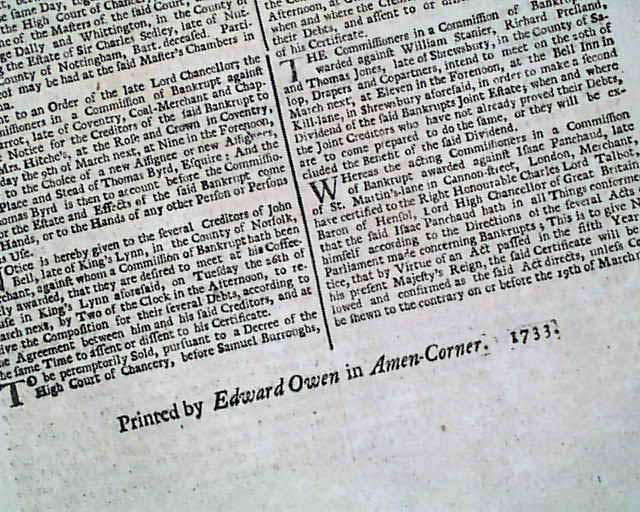 the same Day, tog
the High Court of Chancery
one of the Masters of the said Court,
ge Dally and Whittington, in the County of
the Estate of Sir Charles Sedley, late of Nut-
County of Nottingham, Bart. deceased. Parti-
eof may be had at the said Master's Chambers in
nt to an Order of the late Lord Chancellor, the
missioners in a Commission of Bankrupt against
arrot, late of Coventry, Coal-Merchant and Chap-
Notice for the Creditors of the said Bankrupt to
Mrs. Hitche's, the Rose and Crown in Coventry,
day the 9th of March next, at Nine in the Forenoon,
to the Choice of a new Assignee or new Assignees,
Place and Stead of Thomas Byrd, Esquire; And the
omas Byrd is then to account before the Commissio-
the Estate and Effects of the said Bankrupt come
Hands, or to the Hands of any other Person or Persons
s Use.
NOtice is hereby given to the several Creditors of John
Bell, late of King's Lynn, in the County of Norfolk,
rchant, against whom a Commission of Bankrupt hath been
ly awarded, that they are desired to meet at his Coffee-
use in King's Lynn aforesaid, on Tuesday the 26th of
arch next, by Two of the Clock in the Afternoon, to re-
ive the Composition for their several Debts, according to
e Agreement between him and his said Creditors, and at
he same Time to assent or dissent to his Certificate.
TO be peremptorily Sold, pursuant to a Decree of the
High Court of Chancery, before Samuel Burroughs,
Afternoon, at G
when and where the Cre
their Debts, and assent to or d
of his Certificate.
THE Commissioners in a Commission of Bankrup
warded against William Stanier, Richard Presland,
and Thomas Jones, late of Shrewsbury, in the County of Sa-
lop, Drapers and Copartners, intend to meet on the 20th of
March next, at Eleven in the Forenoon, at the Bell Inn in
Kill-lane, in Shrewsbury aforesaid, in order to make a second
Dividend of the said Bankrupts Joint Estate; when and where
the Joint Creditors who have not already proved their Debts,
are to come prepared to do the same, or they will be ex-
cluded the Benefit of the said Dividend.
WHereas the acting Commissioners in a Commission
of Bankrupt awarded against Isaac Panchaud, late
of St. Martin's-lane in Cannon-street, London, Merchant,
have certified to the Right Honourable Charles Lord Talbot,
Baron of Hensol, Lord High Chancellor of Great Britain,
that the said Isaac Panchaud hath in all Things conform
himself according to the Directions of the several Acts
Parliament made concerning Bankrupts; This is to give No
tice, that by Virtue of an Act passed in the fifth Year
his present Majesty's Reign, the said Certificate will be
lowed and confirmed as the said Act directs, unless Ca
be shewn to the contrary on or before the 19th of March
Printed by Edward Owen in Amen-Corner. 1733.